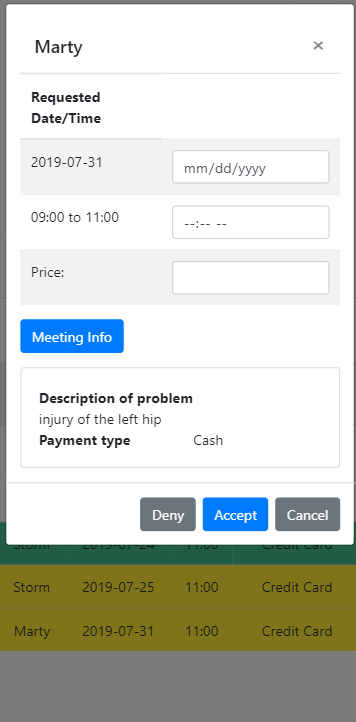 Marty ×
Requested
Date/Time
2019-07-31 mm/dd/yyyy
09:00 to 11:00 --:-- --
Price:
Meeting Info
Description of problem
injury of the left hip
Payment type Cash
Deny Accept Cancel
Storm 2019-07-24 11:00 Credit Card
Storm 2019-07-25 11:00 Credit Card
Marty 2019-07-31 11:00 Credit Card